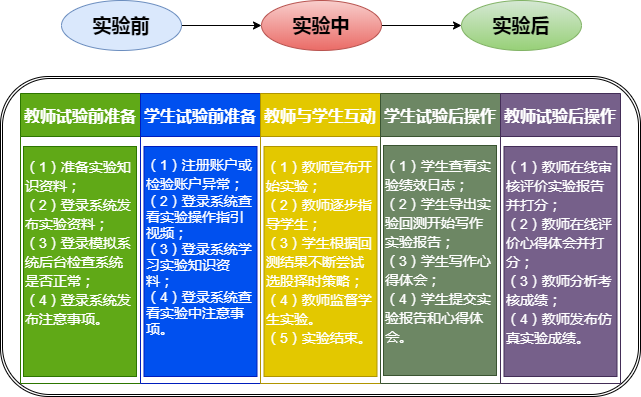 实验前
实验中
实验后
教师试验前准备
学生试验前准备
教师与学生互动
学生试验后操作
教师试验后操作
（1）准备实验知
识资料；
（2）登录系统发
布实验资料；
（3）登录模拟系
统后台检查系统
是否正常；
（4）登录系统发
布注意事项。
（1）注册账户或
检验账户异常；
（2）登录系统查
看实验操作指引
视频；
（3）登录系统学
习实验知识资
料；
（4）登录系统查
看实验中注意事
项。
（1）教师宣布开
始实验；
（2）教师逐步指
导学生；
（3）学生根据回
测结果不断尝试
选股择时策略；
（4）教师监督学
生实验。
（5）实验结束。
（1）学生查看实
验绩效日志；
（2）学生导出实
验回测开始写作
实验报告；
（3）学生写作心
得体会；
（4）学生提交实
验报告和心得体
会。
（1）教师在线审
核评价实验报告
并打分；
（2）教师在线评
价心得体会并打
分；
（3）教师分析考
核成绩；
（4）教师发布仿
真实验成绩。